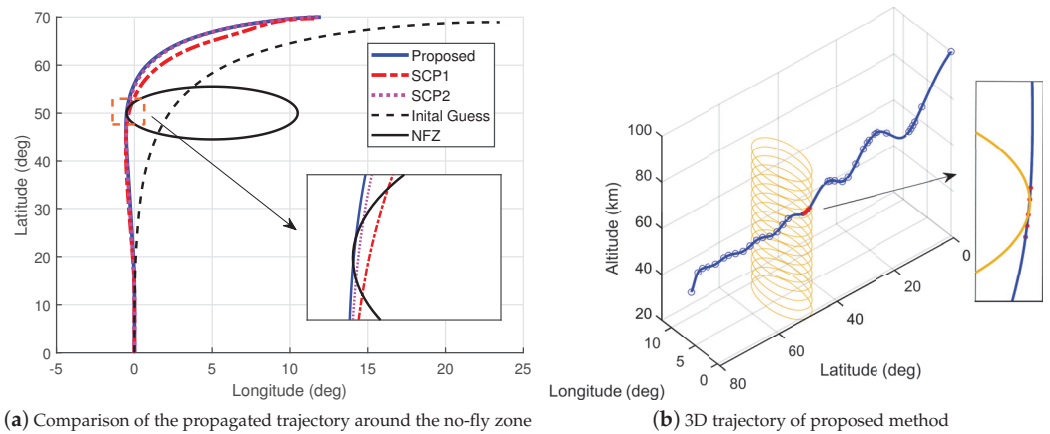 70
60
50
40
30
20
10
0
-5
0
5
10
15
20
25
Latitude (deg)
Longitude (deg)
Proposed
SCP1
SCP2
Inital Guess
NFZ
(a) Comparison of the propagated trajectory around the no-fly zone
100
80
60
40
20
Altitude (km)
10
5
0
Longitude (deg)
80
60
40
20
0
Latitude (deg)
(b) 3D trajectory of proposed method